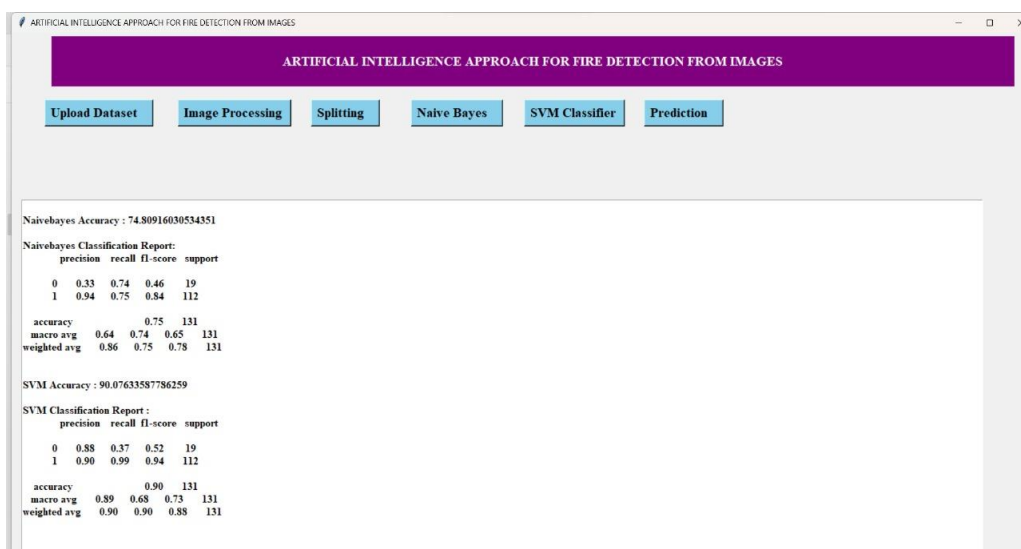 ARTIFICIAL INTELLIGENCE APPROACH FOR FIRE DETECTION FROM IMAGES
ARTIFICIAL INTELLIGENCE APPROACH FOR FIRE DETECTION FROM IMAGES
Upload Dataset Image Processing Splitting Naive Bayes SVM Classifier Prediction
Naivebayes Accuracy : 74.80916030534351
Naivebayes Classification Report:
precision recall f1-score support
0 0.33 0.74 0.46 19
1 0.94 0.75 0.84 112
accuracy 0.75 131
macro avg 0.64 0.74 0.65 131
weighted avg 0.86 0.75 0.78 131
SVM Accuracy : 90.07633587786259
SVM Classification Report :
precision recall f1-score support
0 0.88 0.37 0.52 19
1 0.90 0.99 0.94 112
accuracy 0.90 131
macro avg 0.89 0.68 0.73 131
weighted avg 0.90 0.90 0.88 131